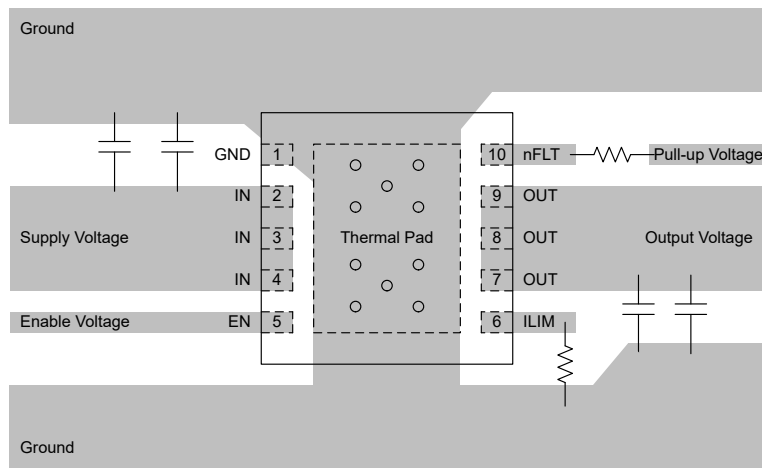 Ground
GND 1 10 nFLT Pull-up Voltage
IN 2 9 OUT
Supply Voltage IN 3 Thermal Pad 8 OUT Output Voltage
IN 4 7 OUT
Enable Voltage EN 5 6 ILIM
Ground